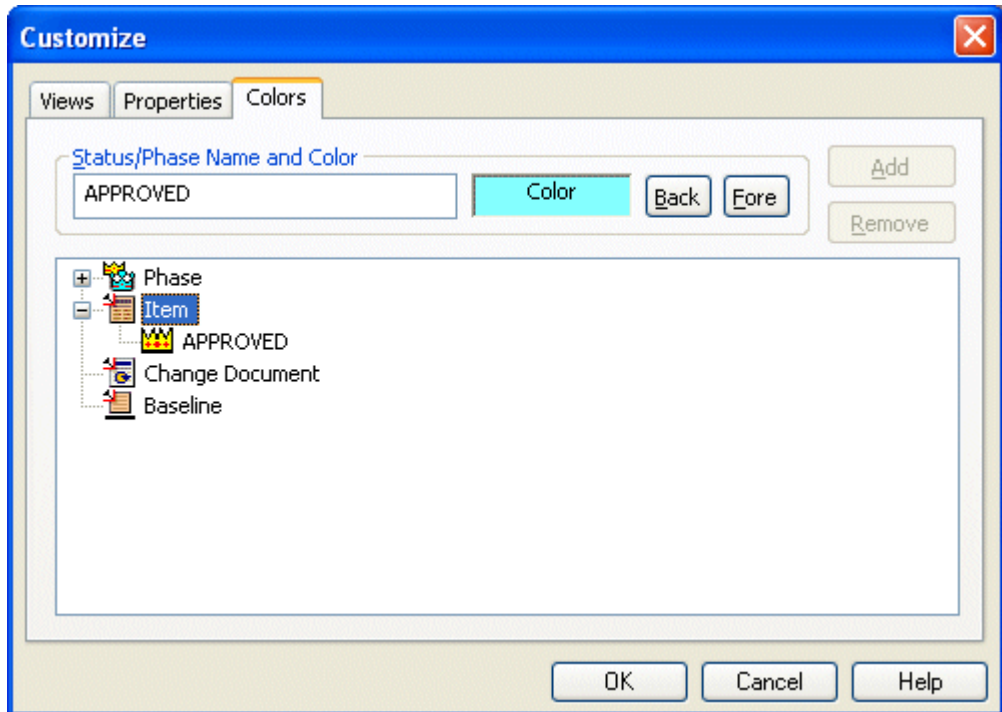 Customize
Views Properties Colors
Status/Phase Name and Color
APPROVED Color Back Fore Add
Remove
Phase
Item
APPROVED
Change Document
Baseline
OK Cancel Help